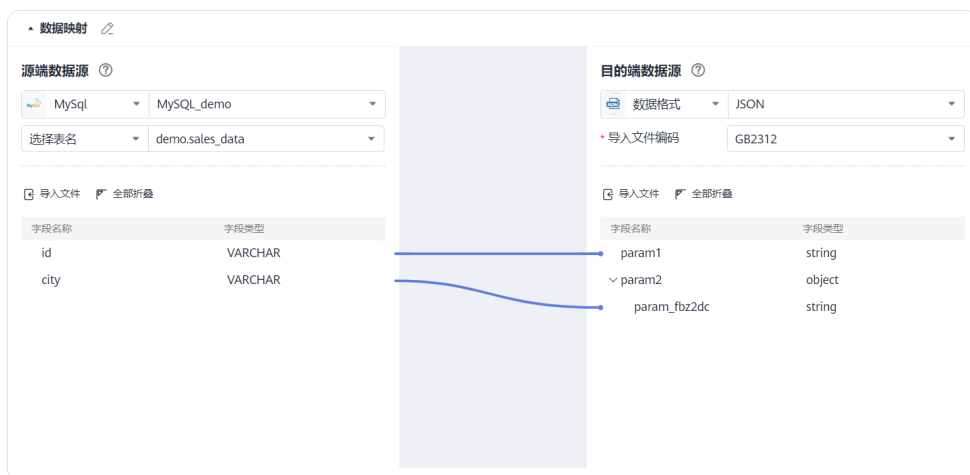 数据映射
源端数据源
MySql MySQL_demo
选择表名 demo.sales_data
导入文件 全部折叠
字段名称 字段类型
id VARCHAR
city VARCHAR
目的端数据源
数据格式 JSON
* 导入文件编码 GB2312
导入文件 全部折叠
字段名称 字段类型
param1 string
param2 object
param_fbz2dc string